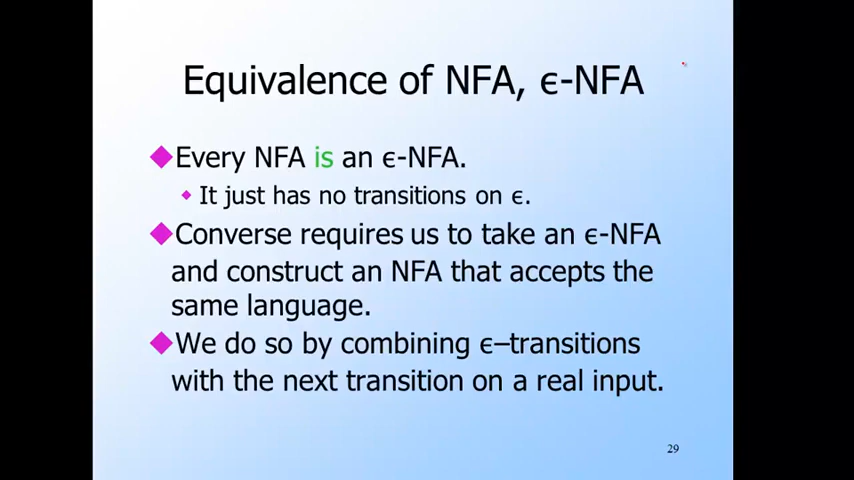 Equivalence of NFA, ϵ-NFA
Every NFA is an ϵ-NFA.
It just has no transitions on ϵ.
Converse requires us to take an ϵ-NFA
and construct an NFA that accepts the
same language.
We do so by combining ϵ–transitions
with the next transition on a real input.
29